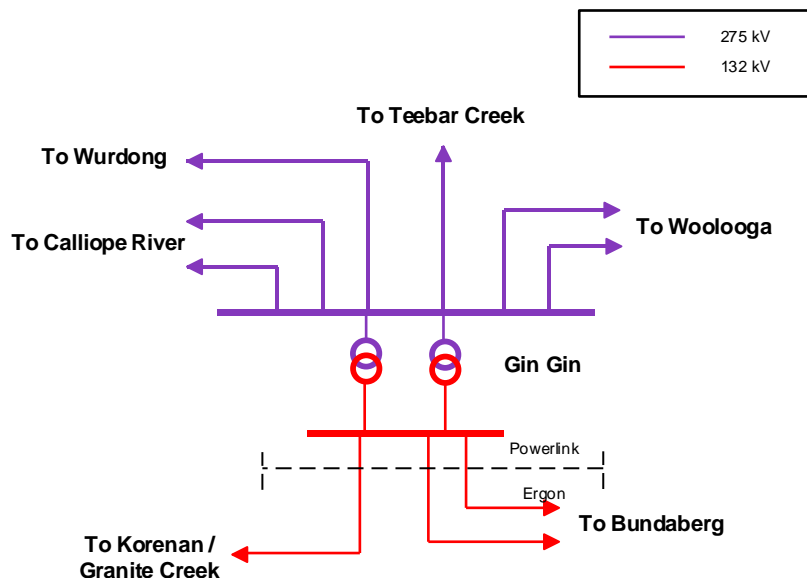 275 kV
132 kV
To Teebar Creek
To Wurdong
To Calliope River
To Woolooga
Gin Gin
Powerlink
Ergon
To Bundaberg
To Korenan /
Granite Creek